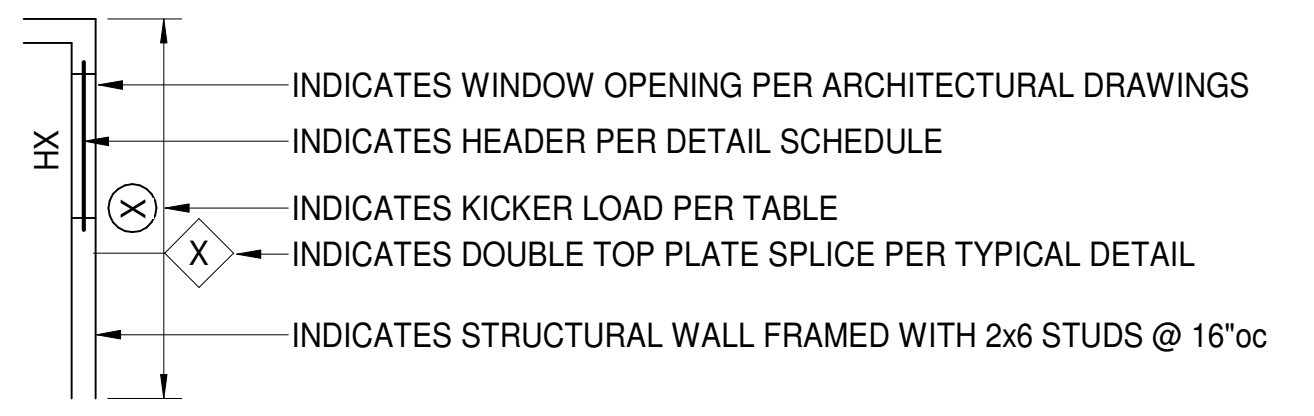 INDICATES WINDOW OPENING PER ARCHITECTURAL DRAWINGS
HX
INDICATES HEADER PER DETAIL SCHEDULE
X
INDICATES KICKER LOAD PER TABLE
X
INDICATES DOUBLE TOP PLATE SPLICE PER TYPICAL DETAIL
INDICATES STRUCTURAL WALL FRAMED WITH 2x6 STUDS @ 16"oc